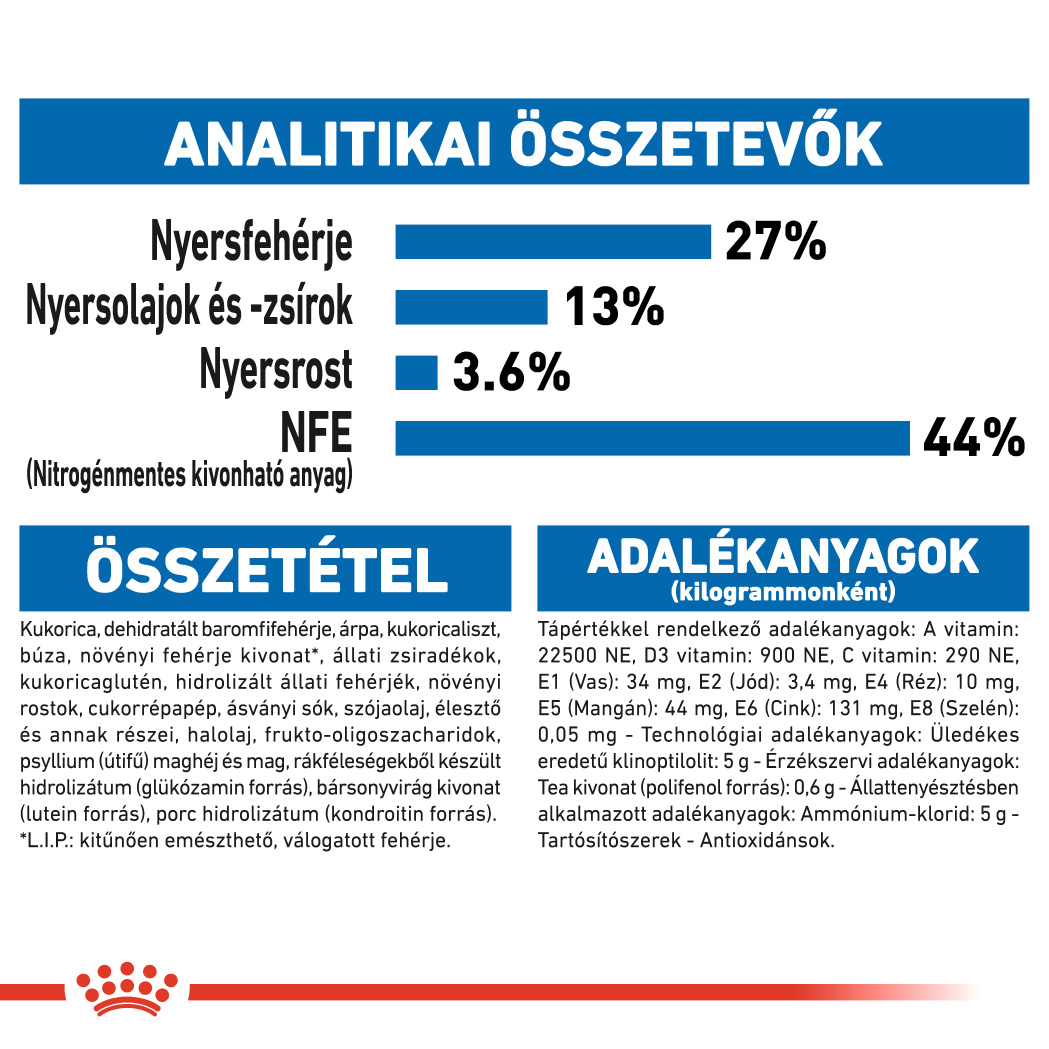 ANALITIKAI ÖSSZETEVŐK
Nyersfehérje 27%
Nyersolajok és -zsírok 13%
Nyersrost 3.6%
NFE 44%
(Nitrogénmentes kivonható anyag)
ÖSSZETÉTEL
Kukorica, dehidratált baromfifehérje, árpa, kukoricaliszt,
búza, növényi fehérje kivonat*, állati zsiradékok,
kukoricaglutén, hidrolizált állati fehérjék, növényi
rostok, cukorrépapép, ásványi sók, szójaolaj, élesztő
és annak részei, halolaj, frukto-oligoszacharidok,
psyllium (útifű) maghéj és mag, rákféleségekből készült
hidrolizátum (glükózamin forrás), bársonyvirág kivonat
(lutein forrás), porc hidrolizátum (kondroitin forrás).
*L.I.P.: kitűnően emészthető, válogatott fehérje.
ADALÉKANYAGOK
(kilogrammonként)
Tápértékkel rendelkező adalékanyagok: A vitamin:
22500 NE, D3 vitamin: 900 NE, C vitamin: 290 NE,
E1 (Vas): 34 mg, E2 (Jód): 3,4 mg, E4 (Réz): 10 mg,
E5 (Mangán): 44 mg, E6 (Cink): 131 mg, E8 (Szelén):
0,05 mg - Technológiai adalékanyagok: Üledékes
eredetű klinoptilolit: 5 g - Érzékszervi adalékanyagok:
Tea kivonat (polifenol forrás): 0,6 g - Állattenyésztésben
alkalmazott adalékanyagok: Ammónium-klorid: 5 g -
Tartósítószerek - Antioxidánsok.